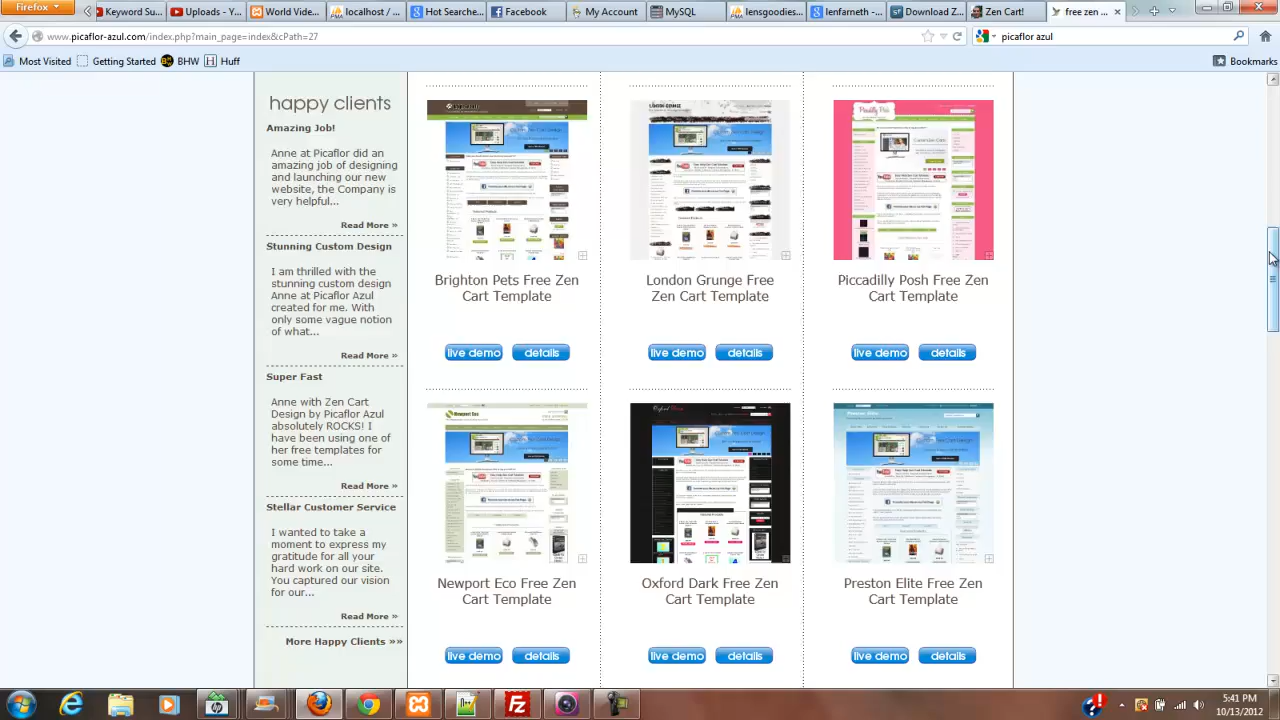 Firefox
Keyword Su...
Uploads - Y...
World...
localhost /...
Hot Source...
Facebook
My Account
MySQL
lensgoodies...
lenfarneth -...
Download Z...
Zen Cart!
free zen...
www.picaflor-azul.com/index.php?main_page=index
th=27
picaflor azul
Most Visited
Getting Started
BHW
Huff
Bookmarks
happy clients
Amazing Job!
Anne at Picaflor did an
amazing job of designing
and launching our new
website, the Company is
very helpful...
Read More »
Stunning Custom Design
I am thrilled with the
stunning custom design
Anne at Picaflor Azul
created for me. With
only some vague notion
of what...
Read More »
Super Fast
with Zen Cart
Design by Picaflor Azul
ROCKS! I
have been using one of
their free templates for
some time...
Read More »
Customer Service
moment to express my
gratitude for all your
hard work on our site.
You captured our vision
for our...
Read More »
More Happy Clients »»
Brighton Pets Free Zen
Cart Template
live demo
details
London Grunge Free
Zen Cart Template
live demo
details
Piccadilly Posh Free Zen
Cart Template
live demo
details
Newport Eco Free Zen
Cart Template
live demo
details
Oxford Dark Free Zen
Cart Template
live demo
details
Preston Elite Free Zen
Cart Template
live demo
details
5:41 PM
10/13/2012